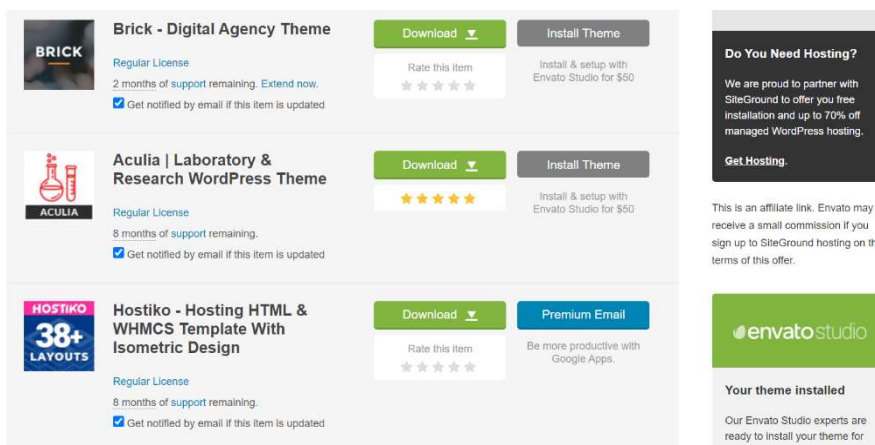 BRICK
Brick - Digital Agency Theme
Regular License
2 months of support remaining. Extend now.
Get notified by email if this item is updated
Download
Rate this item
Install Theme
Install & setup with
Envato Studio for $50
ACULIA
Aculia | Laboratory &
Research WordPress Theme
Regular License
8 months of support remaining.
Get notified by email if this item is updated
Download
Install Theme
Install & setup with
Envato Studio for $50
HOSTIKO
38+
LAYOUTS
Hostiko - Hosting HTML &
WHMCS Template With
Isometric Design
Regular License
8 months of support remaining.
Get notified by email if this item is updated
Download
Rate this item
Premium Email
Be more productive with
Google Apps.
Do You Need Hosting?
We are proud to partner with
SiteGround to offer you free
installation and up to 70% off
managed WordPress hosting.
Get Hosting.
This is an affiliate link. Envato may
receive a small commission if you
sign up to SiteGround hosting on th
terms of this offer.
envatostudio
Your theme installed
Our Envato Studio experts are
ready to install your theme for